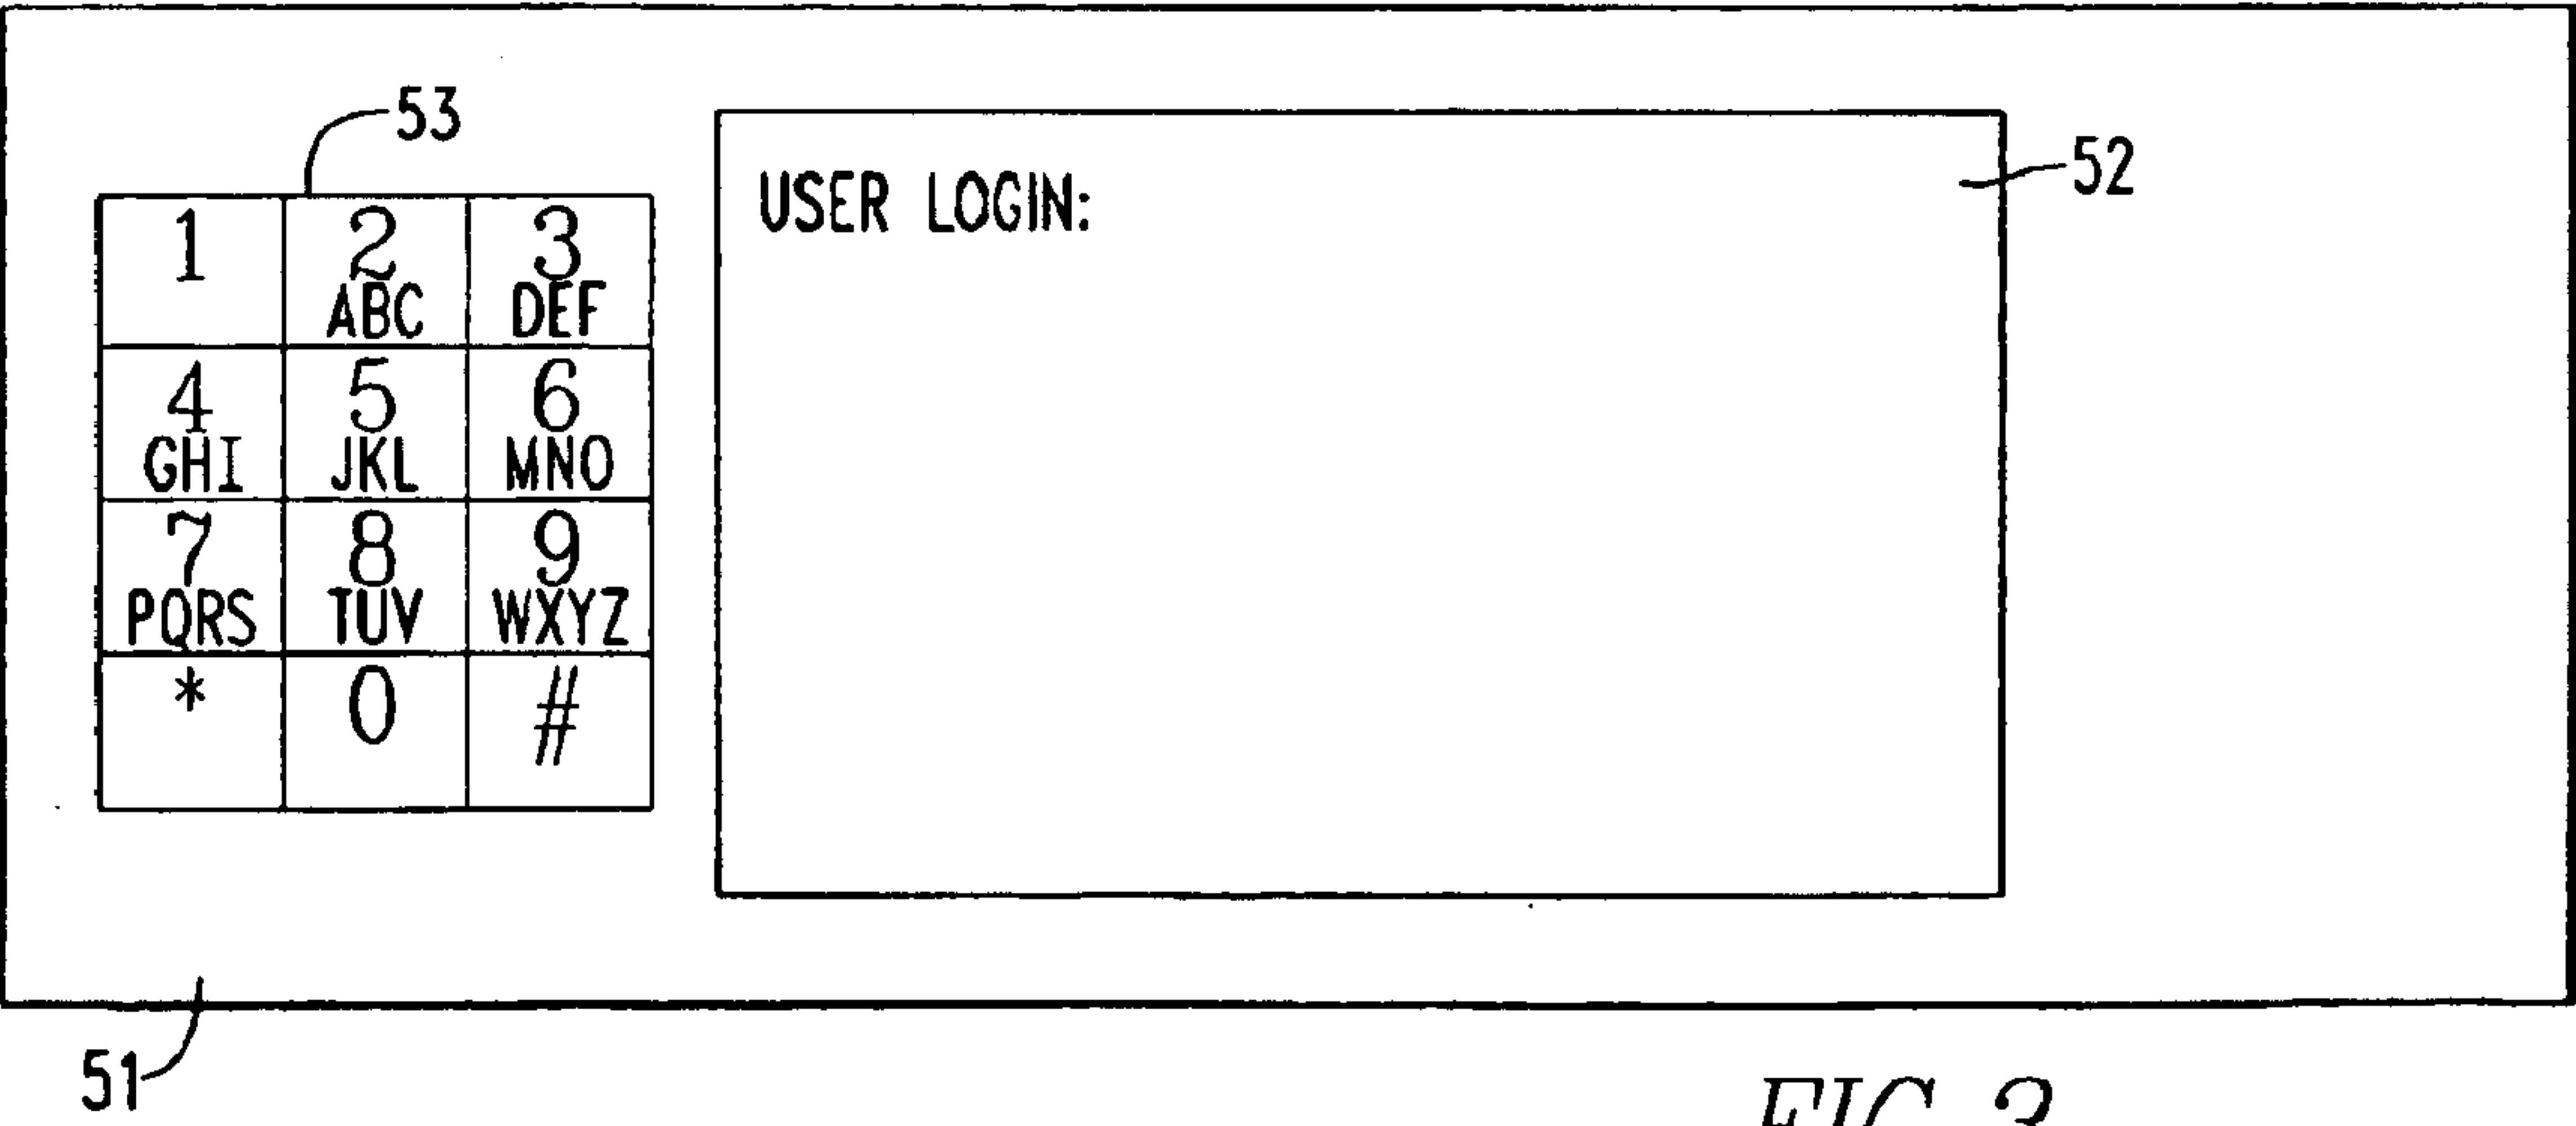 53
52
USER LOGIN:
1 2 3
ABC DEF
4 5 6
GHI JKL MNO
7 8 9
PQRS TUV WXYZ
* 0 #
51